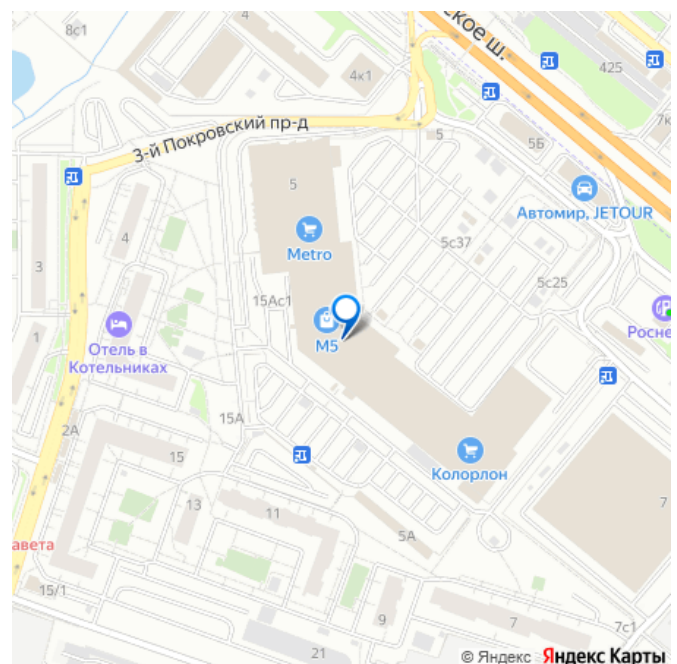 8с1
4
ское ш.
4к1
425
7к
3-й Покровский пр-д
5
5Б
5
Автомир, JETOUR
4
Metro
5с37
3
5с25
15Ас1
1
Росне
М5
Отель в
Котельниках
15А
2А
15
Колорлон
7
11
13
5А
авета
15/1
9
7
7с1
21
© Яндекс Яндекс Карты